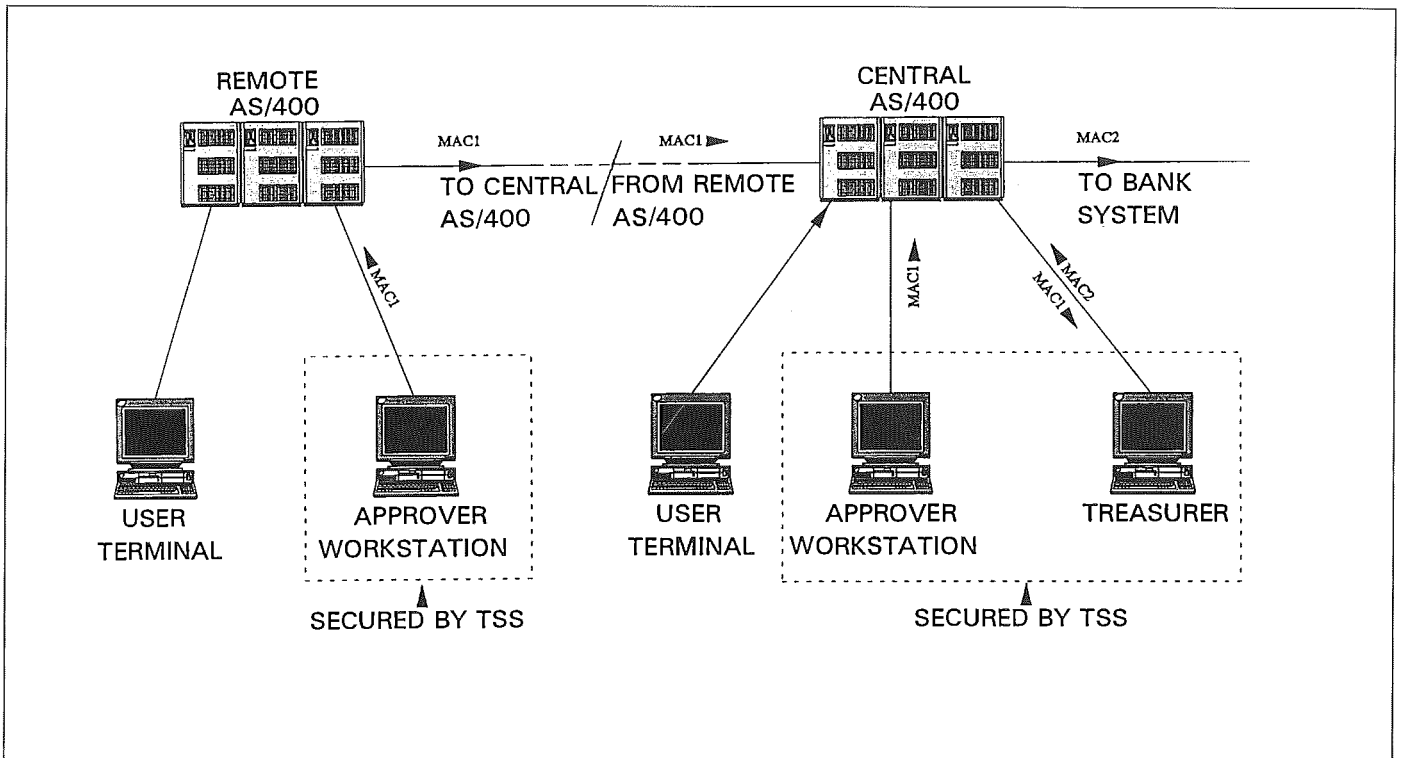 REMOTE
AS/400
CENTRAL
AS/400
MAC1
MAC1
MAC2
TO CENTRAL
AS/400
FROM REMOTE
AS/400
TO BANK
SYSTEM
MAC1
MAC1
MAC2
MAC1
USER
TERMINAL
APPROVER
WORKSTATION
USER
TERMINAL
APPROVER
WORKSTATION
TREASURER
SECURED BY TSS
SECURED BY TSS